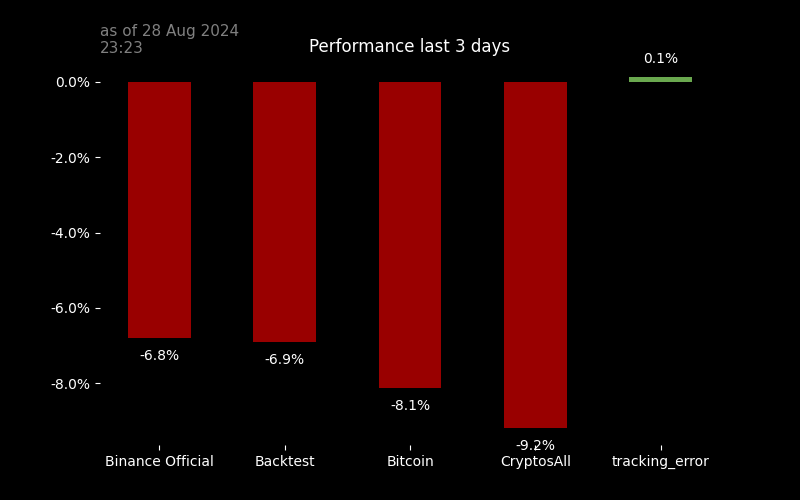 as of 28 Aug 2024
23:23
Performance last 3 days
0.1%
0.0%
-2.0%
-4.0%
-6.0%
-8.0%
-6.8%
-6.9%
-8.1%
-9.2%
Binance Official
Backtest
Bitcoin
CryptosAll
tracking_error